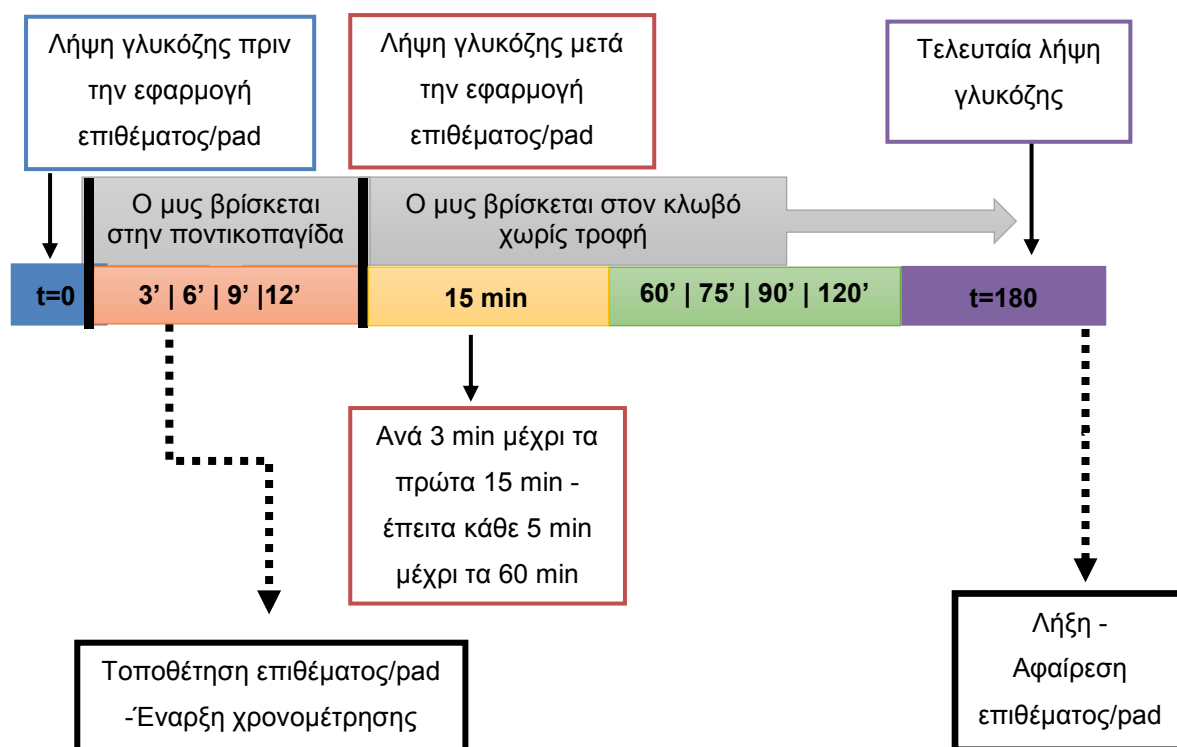 Λήψη γλυκόζης πριν
την εφαρμογή
επιθέματος/pad
Λήψη γλυκόζης μετά
την εφαρμογή
επιθέματος/pad
Τελευταία λήψη
γλυκόζης
Ο μυς βρίσκεται
στην ποντικοπαγίδα
Ο μυς βρίσκεται στον κλωβό
χωρίς τροφή
t=0
3’ | 6’ | 9’ |12’
15 min
60’ | 75’ | 90’ | 120’
t=180
Ανά 3 min μέχρι τα
πρώτα 15 min -
έπειτα κάθε 5 min
μέχρι τα 60 min
Τοποθέτηση επιθέματος/pad
-Έναρξη χρονομέτρησης
Λήξη -
Αφαίρεση
επιθέματος/pad